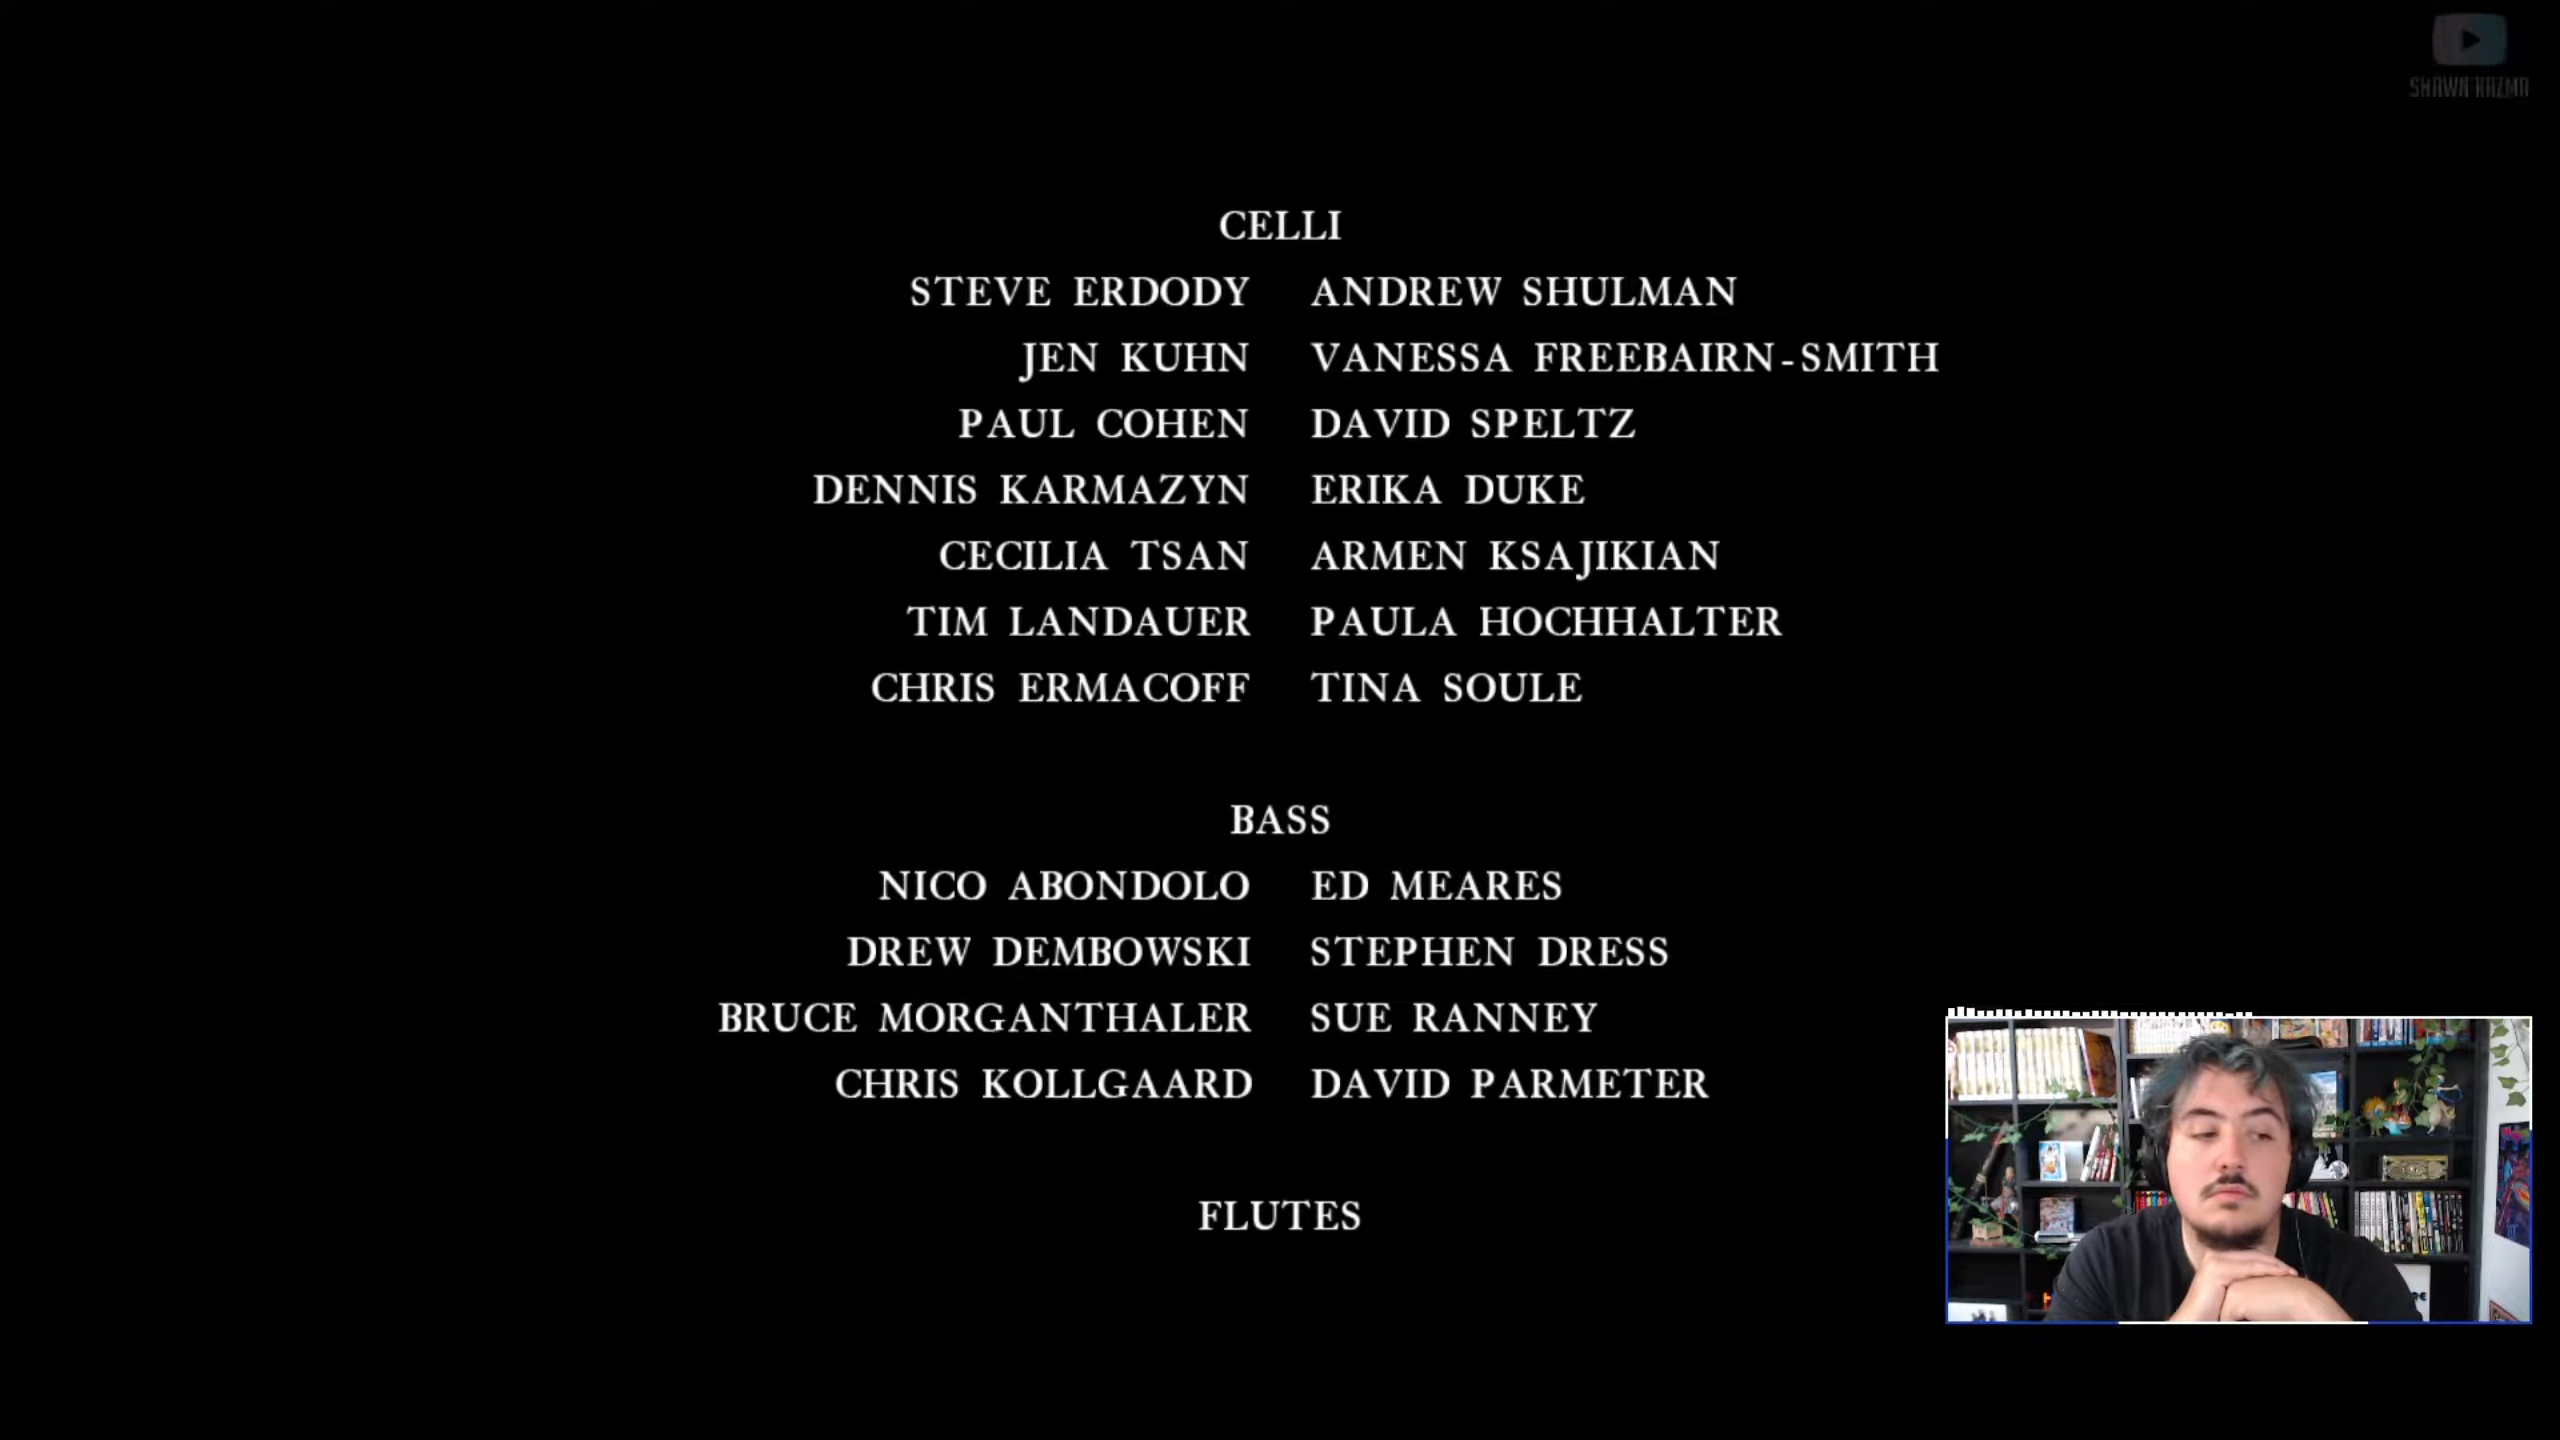 SHAWN KAZMA
CELLI
STEVE ERDODY ANDREW SHULMAN
JEN KUHN VANESSA FREEBAIRN-SMITH
PAUL COHEN DAVID SPELTZ
DENNIS KARMAZYN ERIKA DUKE
CECILIA TSAN ARMEN KSAJIKIAN
TIM LANDAUER PAULA HOCHHALTER
CHRIS ERMACOFF TINA SOULE
BASS
NICO ABONDOLO ED MEARES
DREW DEMBOWSKI STEPHEN DRESS
BRUCE MORGANTHALER SUE RANNEY
CHRIS KOLLGAARD DAVID PARMETER
FLUTES